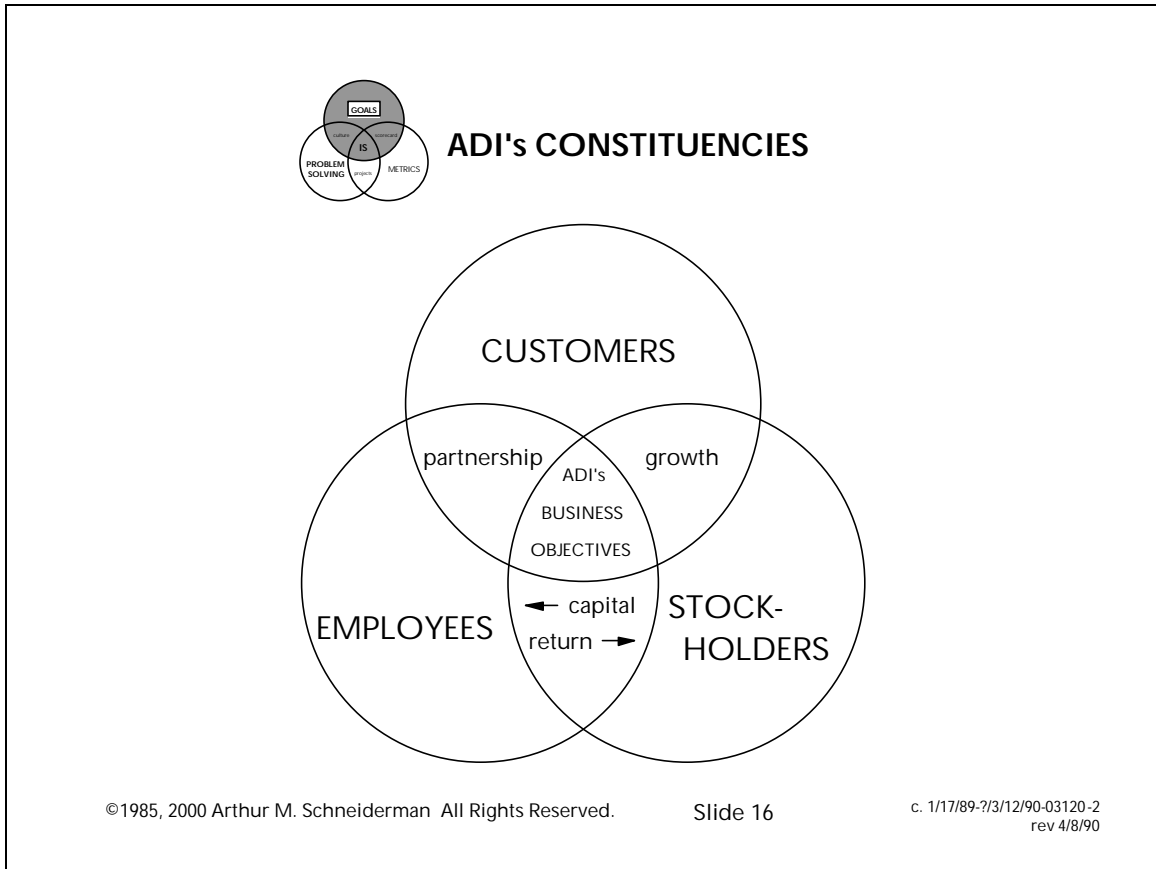 GOALS
culture
scorecard
IS
PROBLEM
SOLVING
projects
METRICS
ADI's CONSTITUENCIES
CUSTOMERS
partnership
growth
ADI's
BUSINESS
OBJECTIVES
EMPLOYEES
capital
return
STOCK-
HOLDERS
©1985, 2000 Arthur M. Schneiderman All Rights Reserved.
Slide 16
c. 1/17/89-?/3/12/90-03120-2
rev 4/8/90